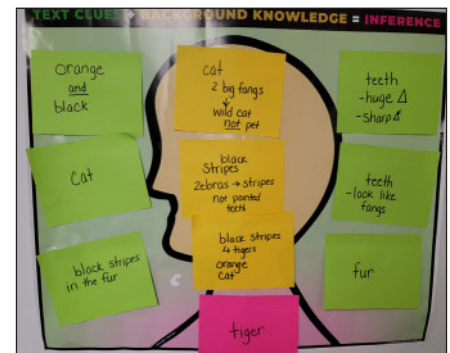 TEXT CLUES + BACKGROUND KNOWLEDGE = INFERENCE
orange
and
black
cat
black stripes
in the fur
cat
2 big fangs
↓
wild cat
not pet
black
stripes
zebras → stripes
not pointed
teeth
black stripes
& tigers
orange
cat
tiger
teeth
-huge
-sharp
teeth
-look like
fangs
fur